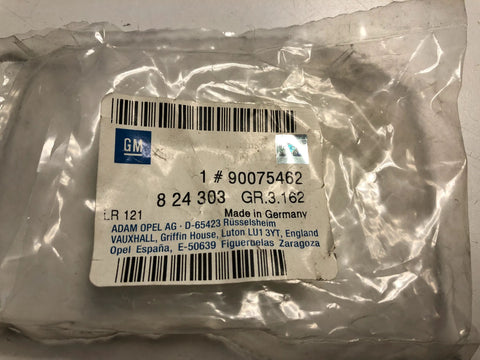 GM
1 # 90075462
8 24 303 GR.3.162
LR 121 Made in Germany
ADAM OPEL AG · D-65423 Rüsselsheim
VAUXHALL, Griffin House, Luton LU1 3YT, England
Opel España, E-50639 Figueruelas Zaragoza